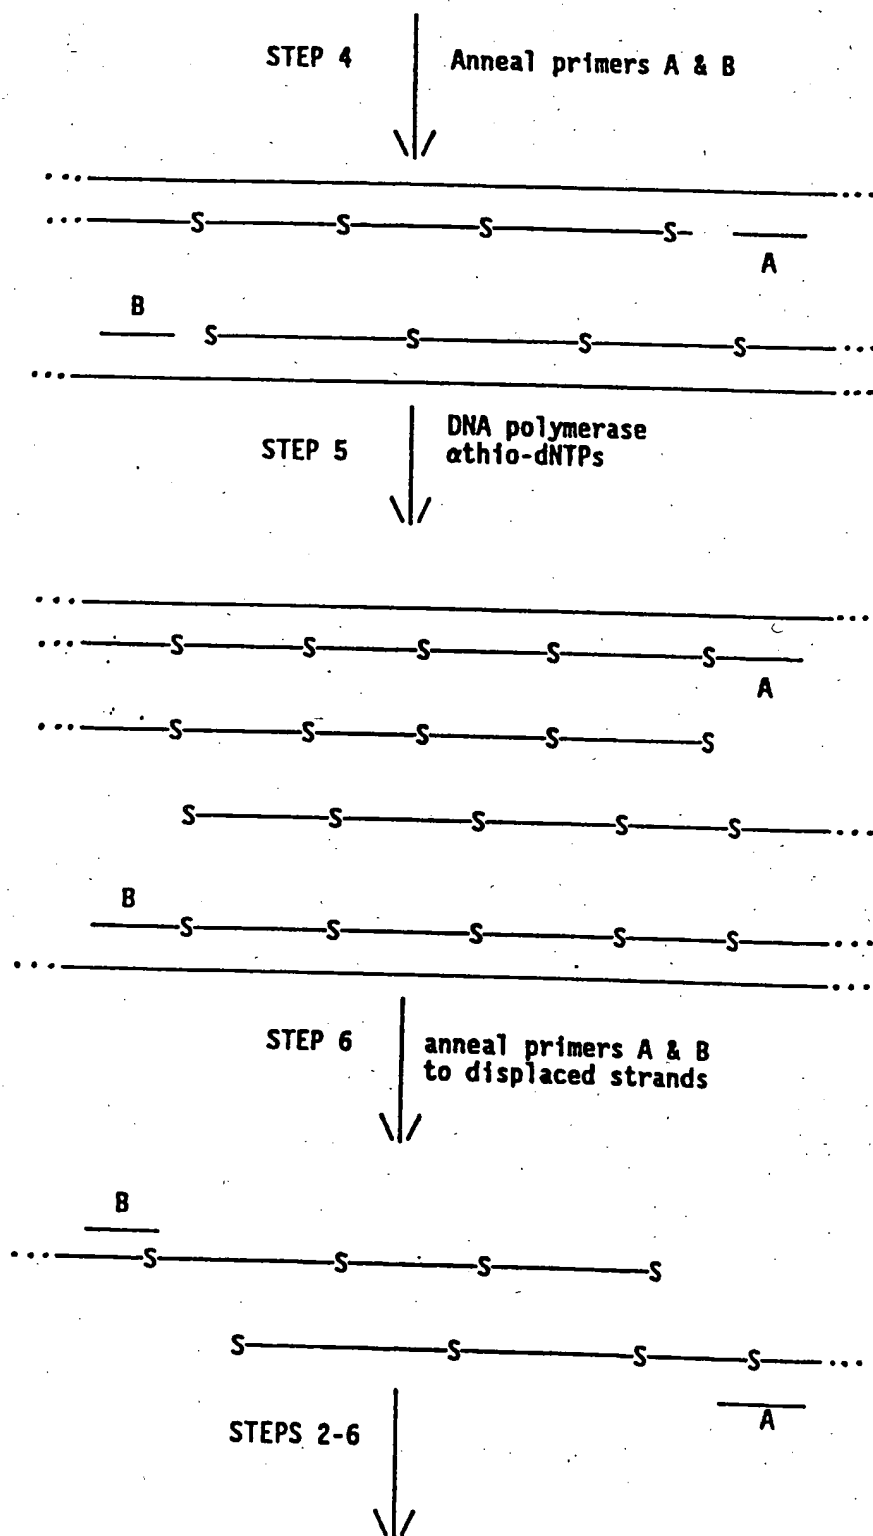 STEP 4
Anneal primers A & B
... ...
... S S S S
A
B
S S S S ...
... ...
STEP 5
DNA polymerase
αthio-dNTPs
... ...
... S S S S S
A
... S S S S S
S S S S S ...
B
S S S S S ...
... ...
STEP 6
anneal primers A & B
to displaced strands
B
... S S S S
S S S S ...
A
STEPS 2-6